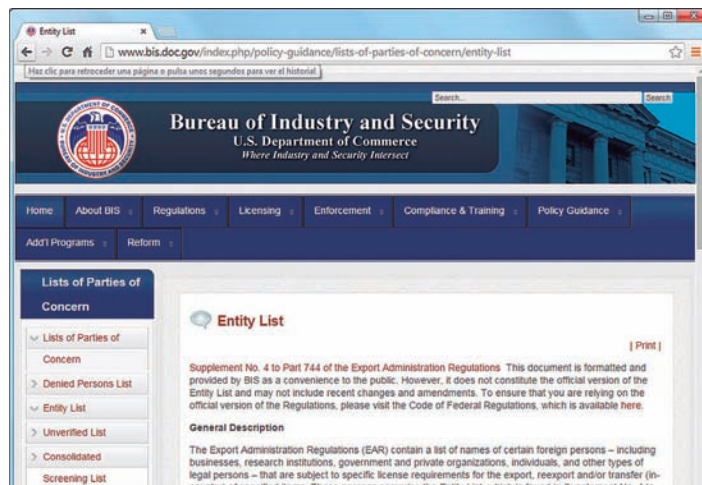 Entity List
www.bis.doc.gov/index.php/policy-guidance/lists-of-parties-of-concern/entity-list
Haz clic para retroceder una página o pulsa unos segundos para ver el historial
Search...
Search
Bureau of Industry and Security
U.S. Department of Commerce
Where Industry and Security Intersect
Home
About BIS
Regulations
Licensing
Enforcement
Compliance & Training
Policy Guidance
Add'l Programs
Reform
Lists of Parties of
Concern
Lists of Parties of
Concern
Denied Persons List
Entity List
Unverified List
Consolidated
Screening List
Entity List
| Print |
Supplement No. 4 to Part 744 of the Export Administration Regulations This document is formatted and
provided by BIS as a convenience to the public. However, it does not constitute the official version of the
Entity List and may not include recent changes and amendments. To ensure that you are relying on the
official version of the Regulations, please visit the Code of Federal Regulations, which is available here.
General Description
The Export Administration Regulations (EAR) contain a list of names of certain foreign persons – including
businesses, research institutions, government and private organizations, individuals, and other types of
legal persons – that are subject to specific license requirements for the export, reexport and/or transfer (in-